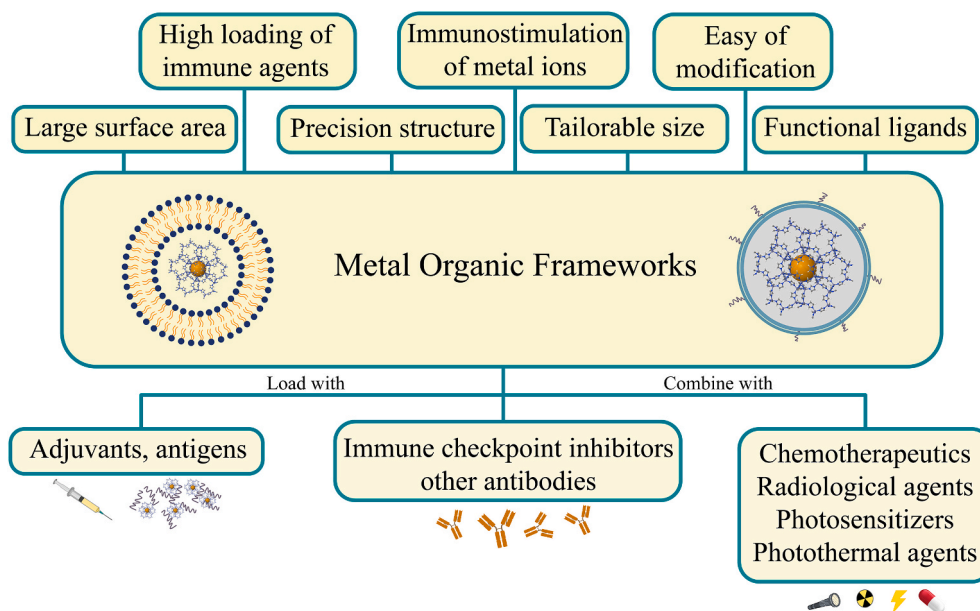 High loading of
immune agents
Immunostimulation
of metal ions
Easy of
modification
Large surface area
Precision structure
Tailorable size
Functional ligands
Metal Organic Frameworks
Load with
Combine with
Adjuvants, antigens
Immune checkpoint inhibitors
other antibodies
Chemotherapeutics
Radiological agents
Photosensitizers
Photothermal agents